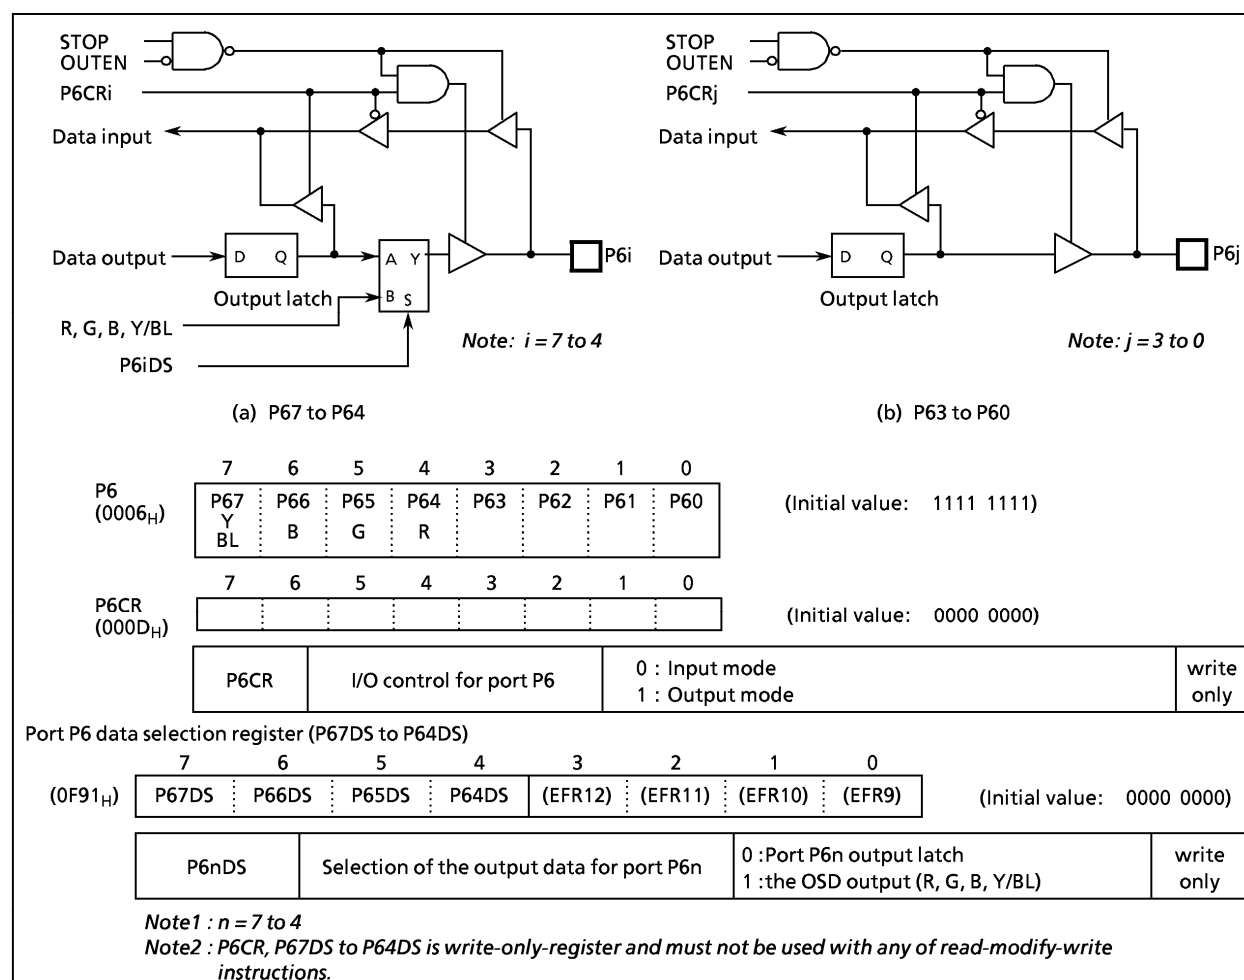 STOP
OUTEN
P6CRi
Data input
Data output
D Q
A Y
B S
Output latch
R, G, B, Y/BL
P6iDS
P6i
Note: i = 7 to 4
(a) P67 to P64
STOP
OUTEN
P6CRj
Data input
Data output
D Q
Output latch
P6j
Note: j = 3 to 0
(b) P63 to P60
7 6 5 4 3 2 1 0
P6
(0006H)
P67 P66 P65 P64 P63 P62 P61 P60
Y
BL
B G R
(Initial value: 1111 1111)
7 6 5 4 3 2 1 0
P6CR
(000DH)
(Initial value: 0000 0000)
P6CR
I/O control for port P6
0 : Input mode
1 : Output mode
write
only
Port P6 data selection register (P67DS to P64DS)
7 6 5 4 3 2 1 0
(0F91H)
P67DS P66DS P65DS P64DS (EFR12) (EFR11) (EFR10) (EFR9)
(Initial value: 0000 0000)
P6nDS
Selection of the output data for port P6n
0 :Port P6n output latch
1 :the OSD output (R, G, B, Y/BL)
write
only
Note1 : n = 7 to 4
Note2 : P6CR, P67DS to P64DS is write-only-register and must not be used with any of read-modify-write
instructions.